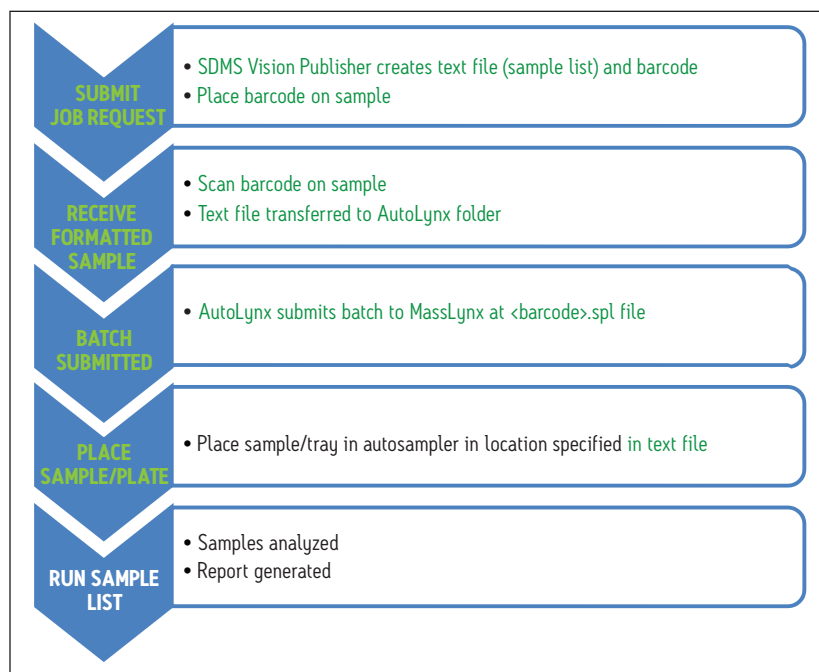 SUBMIT
JOB REQUEST
• SDMS Vision Publisher creates text file (sample list) and barcode
• Place barcode on sample
RECEIVE
FORMATTED
SAMPLE
• Scan barcode on sample
• Text file transferred to AutoLynx folder
BATCH
SUBMITTED
• AutoLynx submits batch to MassLynx at <barcode>.spl file
PLACE
SAMPLE/PLATE
• Place sample/tray in autosampler in location specified in text file
RUN SAMPLE
LIST
• Samples analyzed
• Report generated